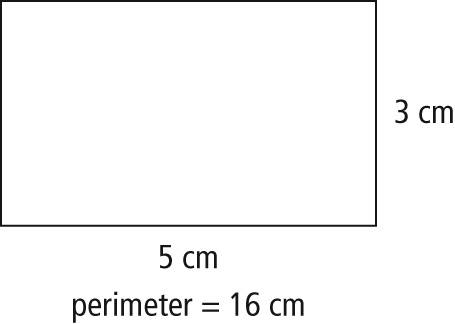 3 cm
5 cm
perimeter = 16 cm